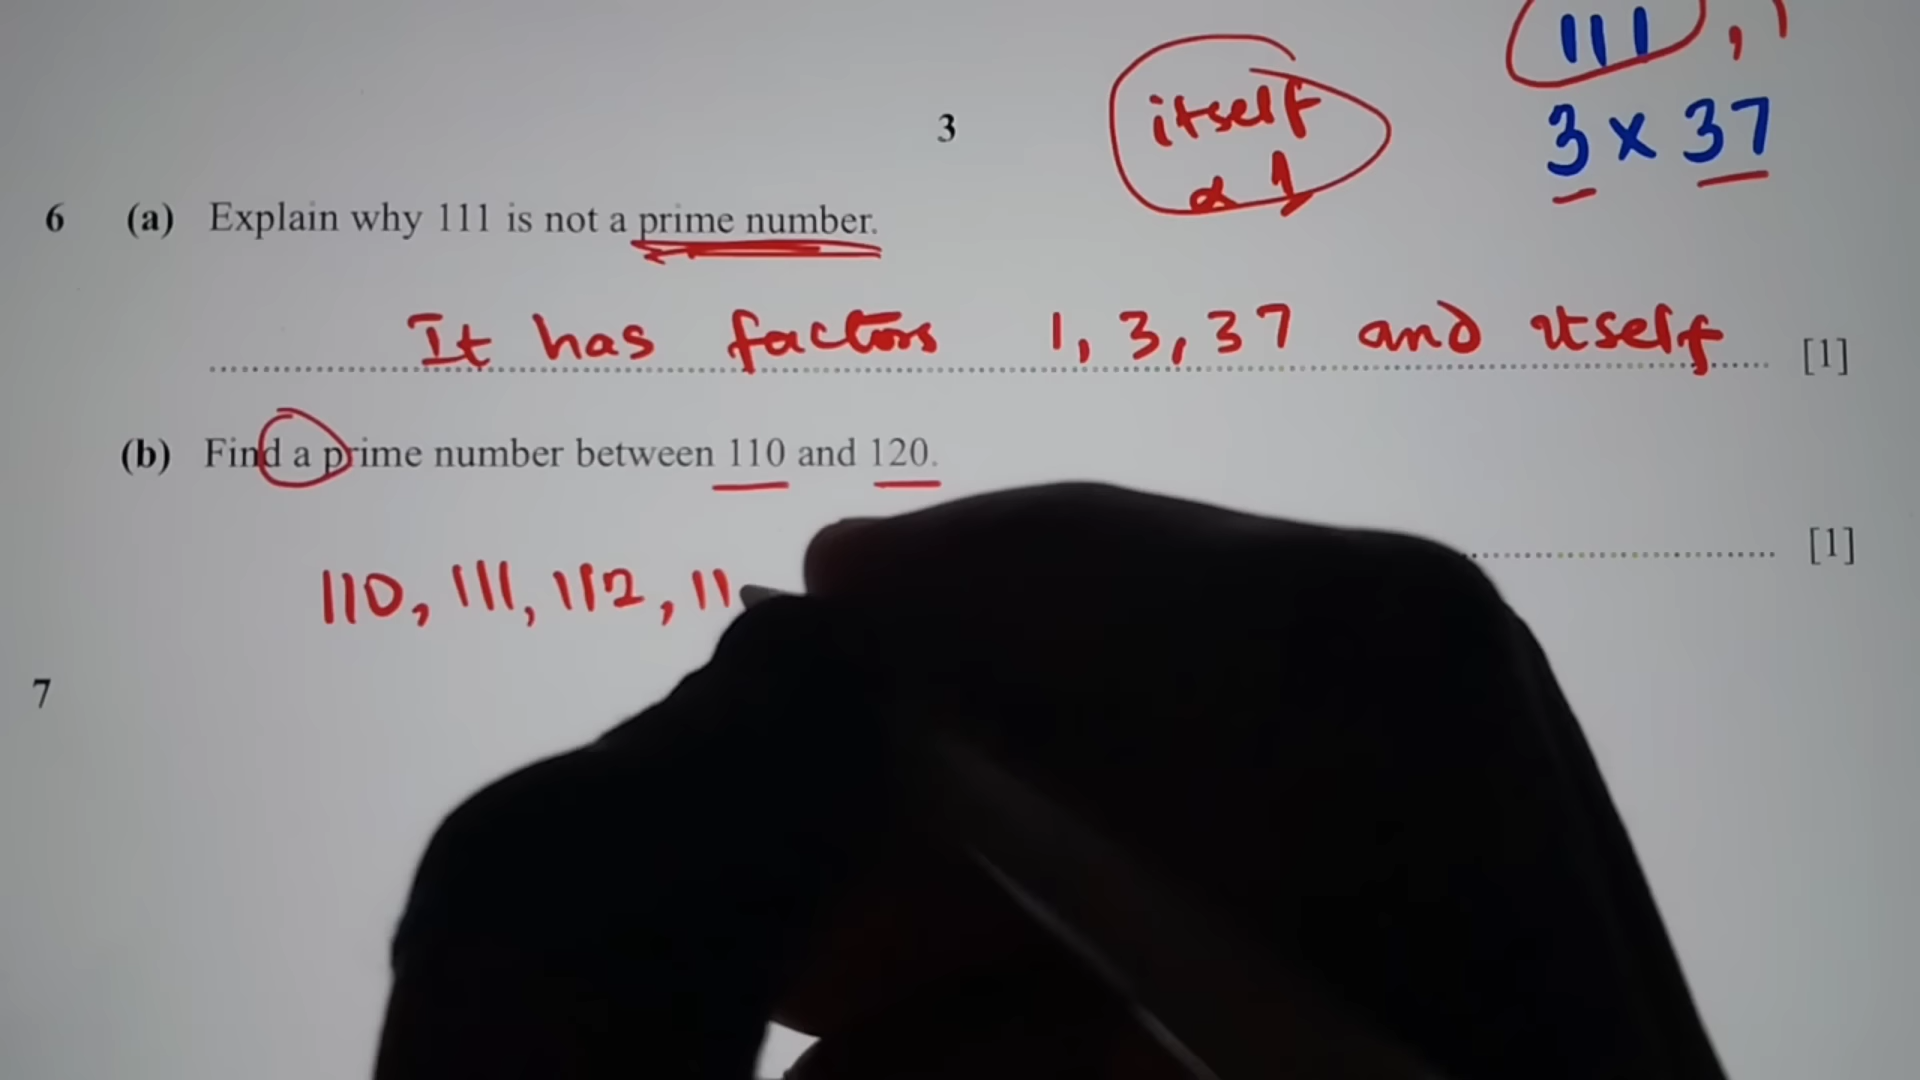 111, 1
itself
3
3 x 37
& 1
6 (a) Explain why 111 is not a prime number.
It has factors 1, 3, 37 and itself [1]
(b) Find a prime number between 110 and 120.
[1]
110, 111, 112, 11
7